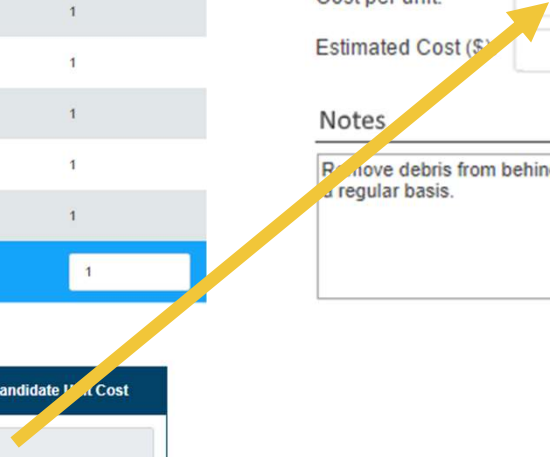 1
1
1
1
1
1
Cost per unit:
Estimated Cost ($)
Notes
Remove debris from behin
a regular basis.
andidate Unit Cost